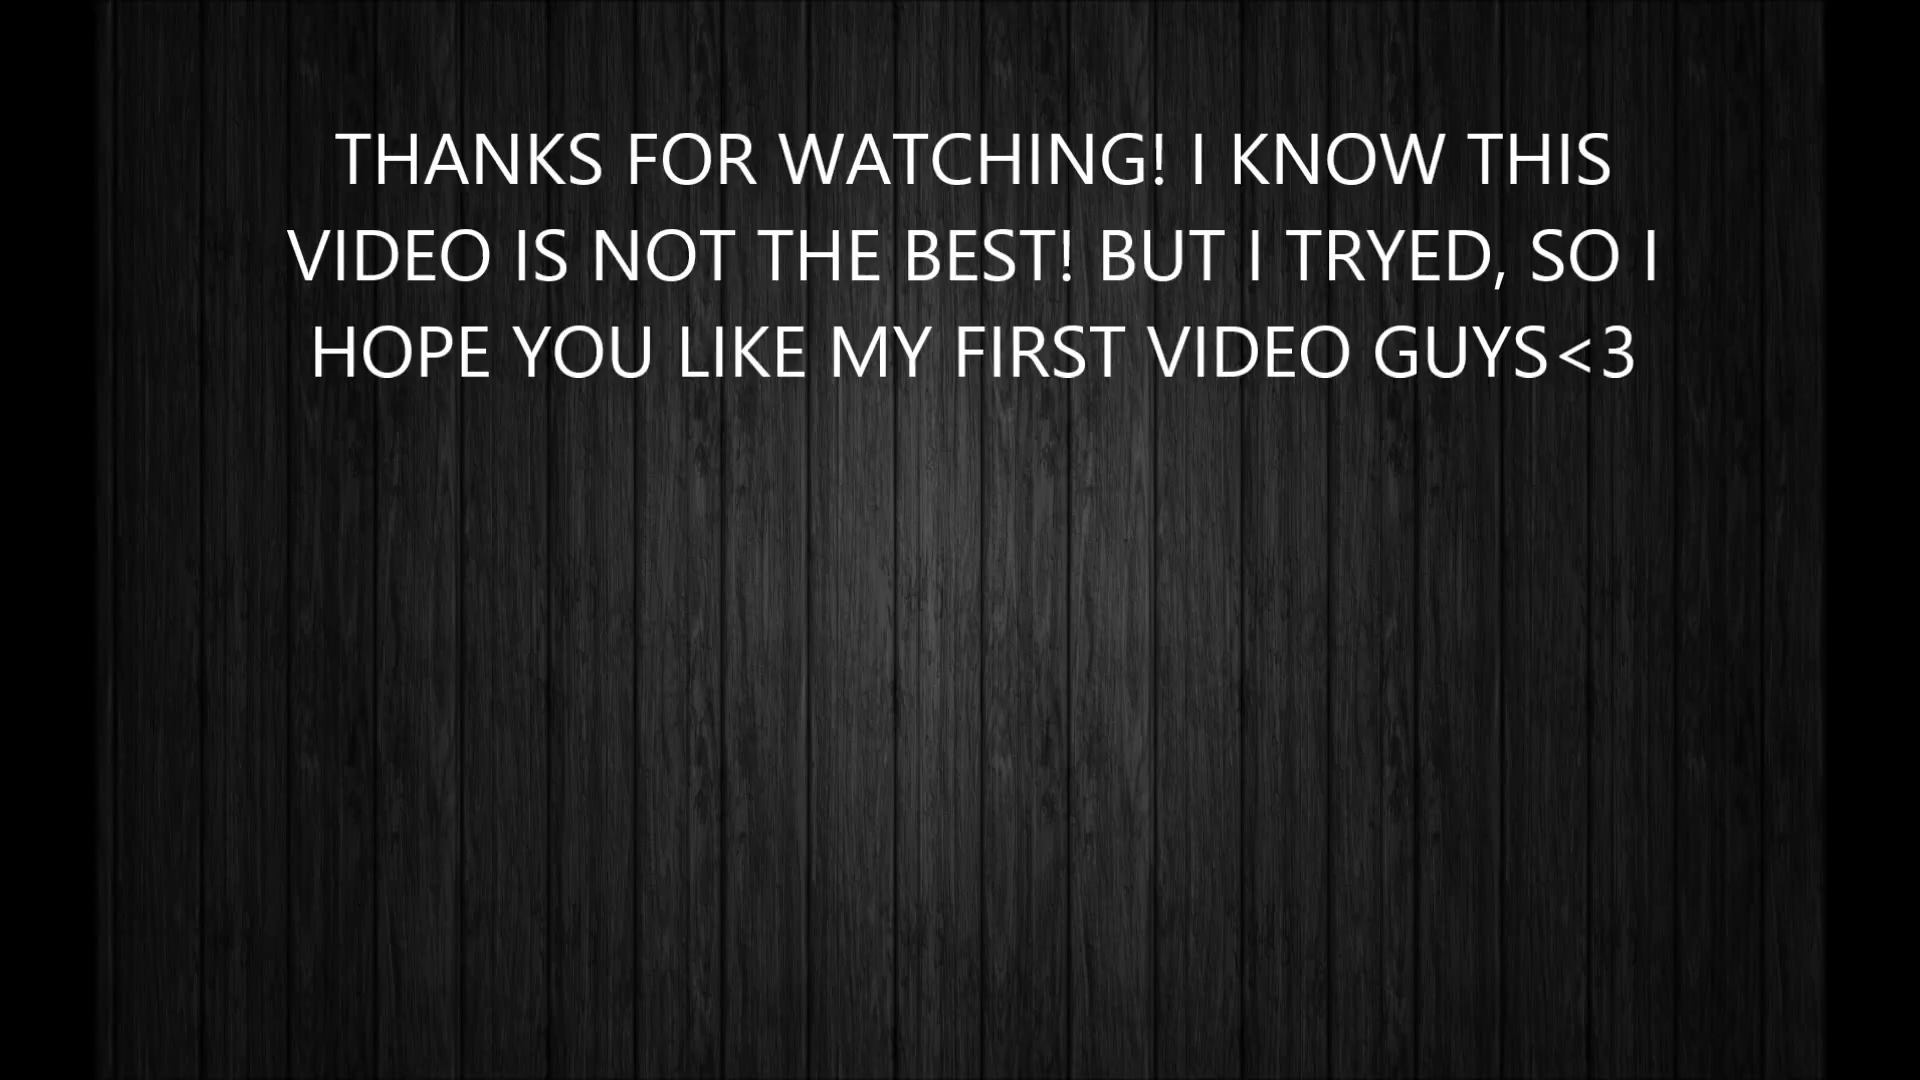 THANKS FOR WATCHING! I KNOW THIS
VIDEO IS NOT THE BEST! BUT I TRYED, SO I
HOPE YOU LIKE MY FIRST VIDEO GUYS<3